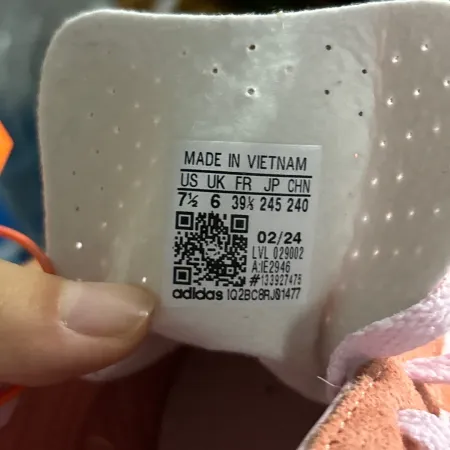 MADE IN VIETNAM
US UK FR JP CHN
7½ 6 39⅓ 245 240
02/24
LVL 029002
A:IE2946
#133927475
adidas 1Q2BC8RJ01477